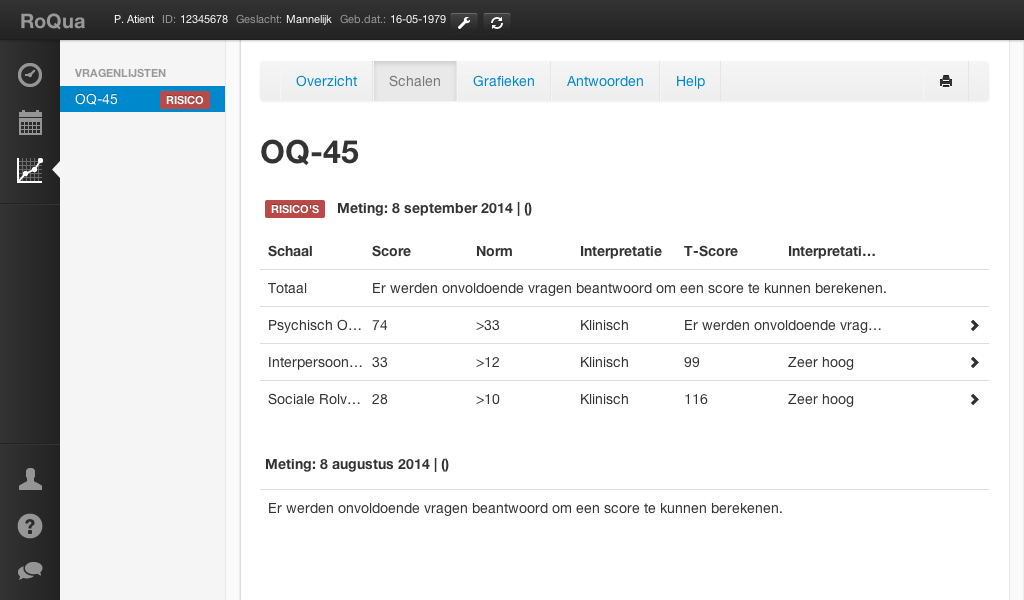 RoQua P. Atient ID: 12345678 Geslacht: Mannelijk Geb.dat.: 16-05-1979
VRAGENLIJSTEN
OQ-45 RISICO
Overzicht Schalen Grafieken Antwoorden Help
OQ-45
RISICO'S Meting: 8 september 2014 | ()
Schaal Score Norm Interpretatie T-Score Interpretati...
Totaal Er werden onvoldoende vragen beantwoord om een score te kunnen berekenen.
Psychisch O... 74 >33 Klinisch Er werden onvoldoende vrag...
Interpersoon... 33 >12 Klinisch 99 Zeer hoog
Sociale Rolv... 28 >10 Klinisch 116 Zeer hoog
Meting: 8 augustus 2014 | ()
Er werden onvoldoende vragen beantwoord om een score te kunnen berekenen.